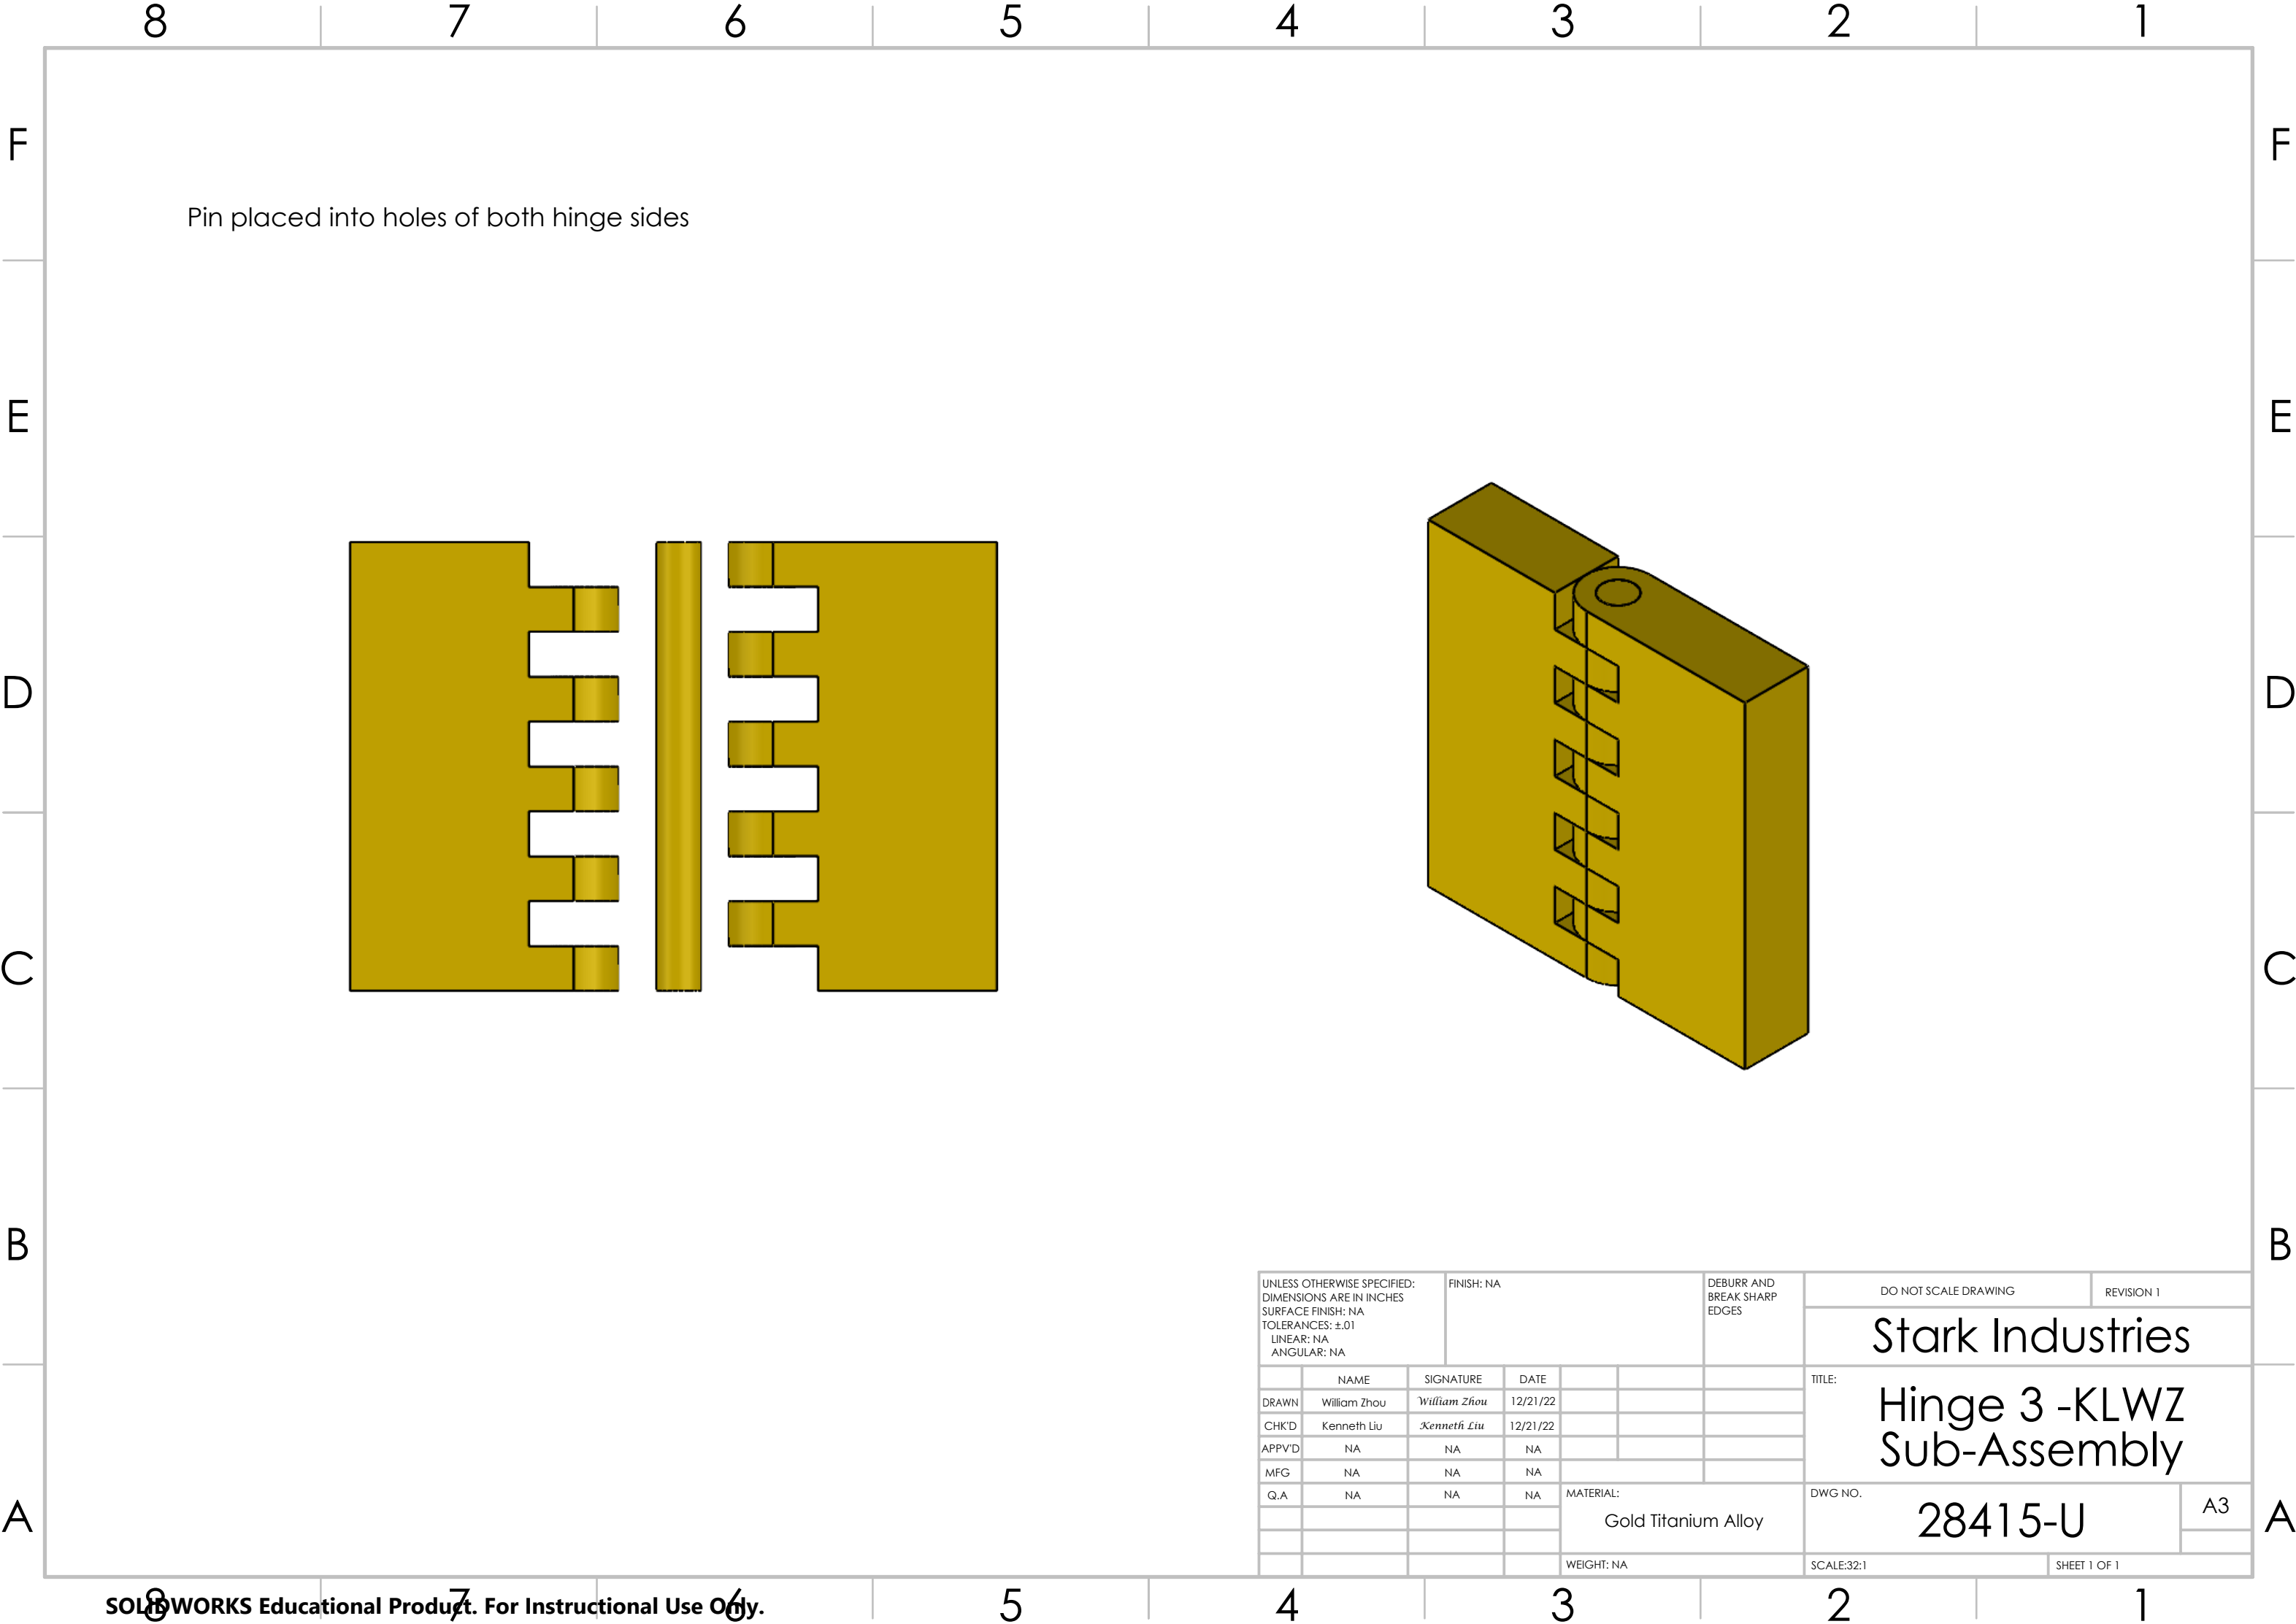 8 7 6 5 4 3 2 1
F F
Pin placed into holes of both hinge sides
E E
D D
C C
B B
UNLESS OTHERWISE SPECIFIED:
DIMENSIONS ARE IN INCHES
SURFACE FINISH: NA
TOLERANCES: ±.01
LINEAR: NA
ANGULAR: NA
FINISH: NA
DEBURR AND
BREAK SHARP
EDGES
DO NOT SCALE DRAWING
REVISION 1
Stark Industries
NAME SIGNATURE DATE
DRAWN William Zhou William Zhou 12/21/22
CHK'D Kenneth Liu Kenneth Liu 12/21/22
APPV'D NA NA NA
MFG NA NA NA
Q.A NA NA NA
TITLE:
Hinge 3 -KLWZ
Sub-Assembly
MATERIAL:
Gold Titanium Alloy
DWG NO.
28415-U
A3
A A
WEIGHT: NA
SCALE:32:1
SHEET 1 OF 1
8 7 6 5 4 3 2 1
SOLIDWORKS Educational Product. For Instructional Use Only.